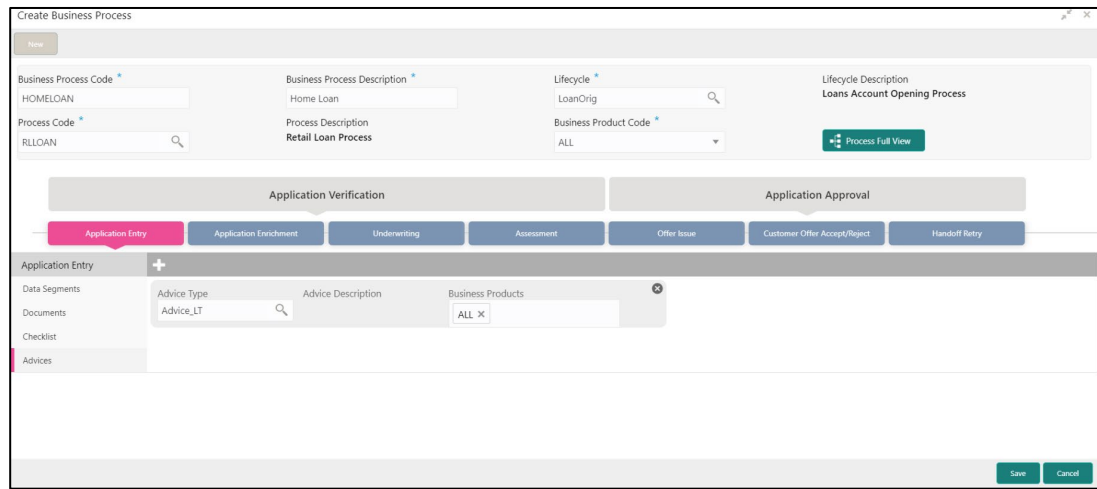 Create Business Process
New
Business Process Code *
Business Process Description *
Lifecycle *
Lifecycle Description
HOMELOAN
Home Loan
LoanOrig
Loans Account Opening Process
Process Code *
Process Description
Business Product Code *
RLLOAN
Retail Loan Process
ALL
Process Full View
Application Verification
Application Approval
Application Entry
Application Enrichment
Underwriting
Assessment
Offer Issue
Customer Offer Accept/Reject
Handoff Retry
Application Entry
Data Segments
Documents
Checklist
Advices
Advice Type
Advice Description
Business Products
Advice_LT
ALL
Save
Cancel